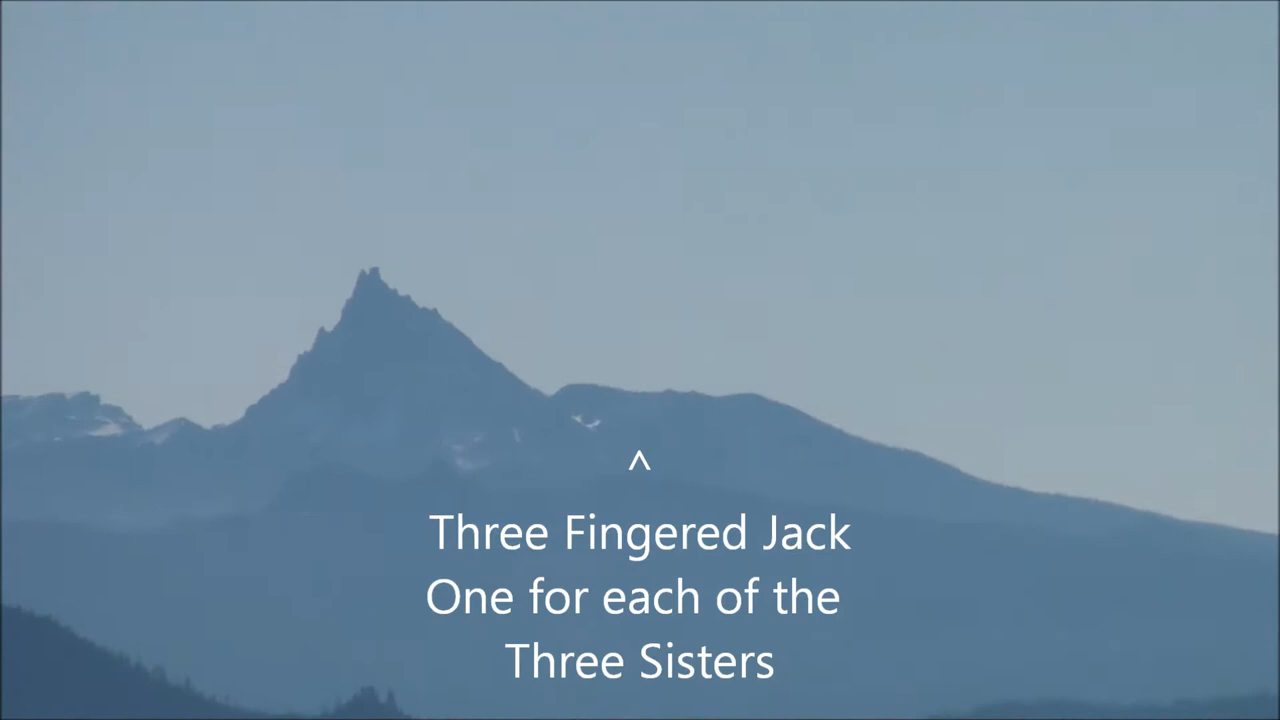 ^
Three Fingered Jack
One for each of the
Three Sisters